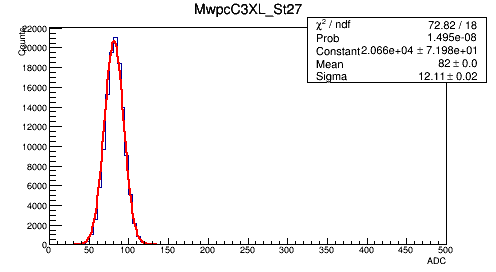 MwpcC3XL_St27
χ² / ndf 72.82 / 18
Prob 1.495e-08
Constant 2.066e+04 ± 7.198e+01
Mean 82 ± 0.0
Sigma 12.11 ± 0.02
Counts
22000
20000
18000
16000
14000
12000
10000
8000
6000
4000
2000
0
0 50 100 150 200 250 300 350 400 450 500
ADC